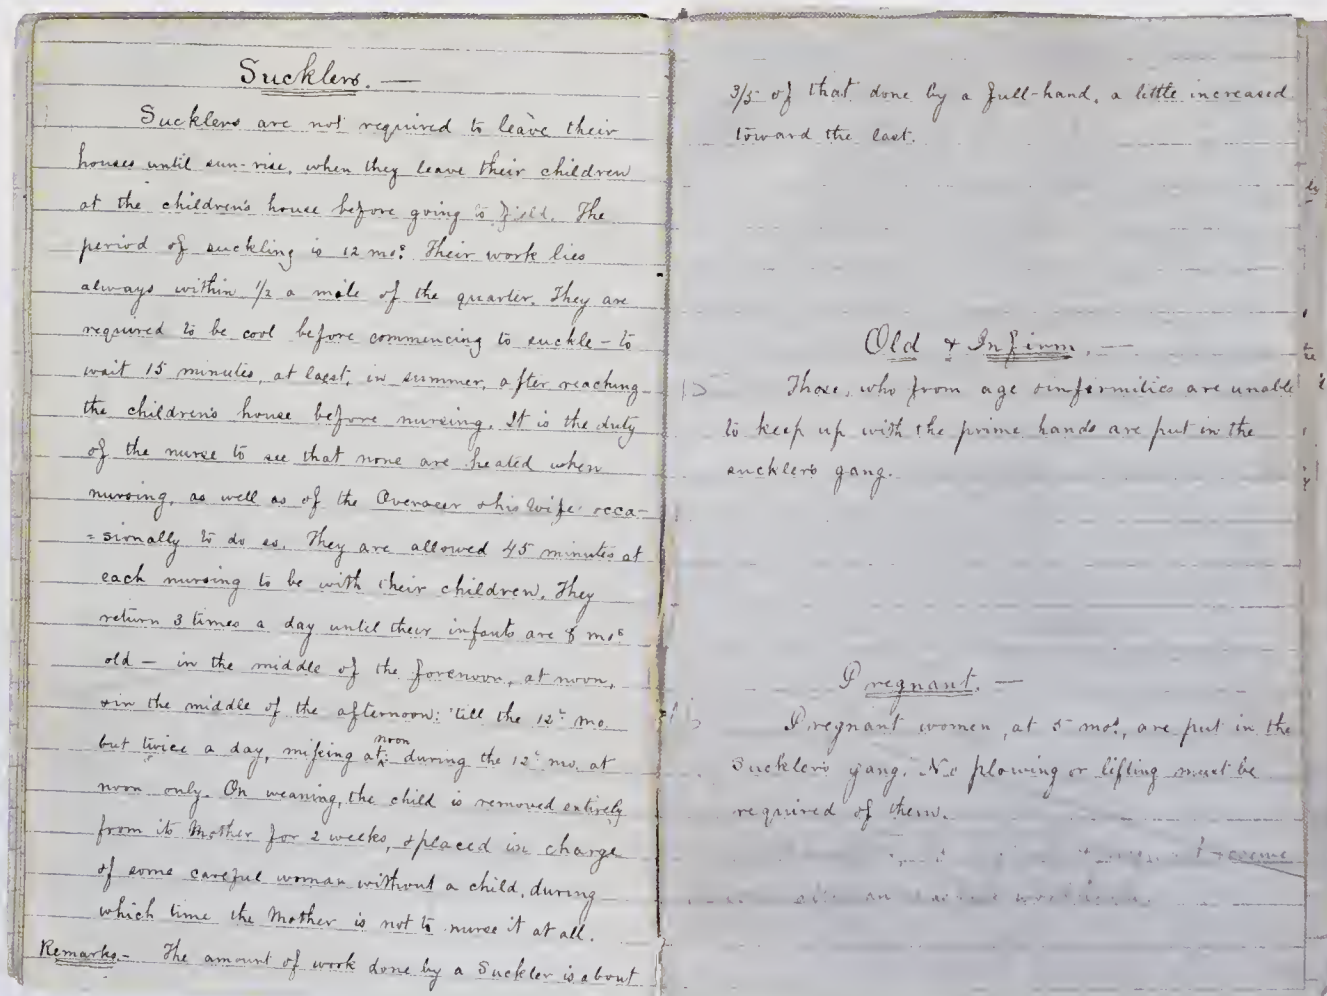 Sucklers. —
Sucklers are not required to leave their
houses until sun-rise, when they leave their children
at the children's house before going to field. The
period of suckling is 12 mos. Their work lies
always within 1/2 a mile of the quarter. They are
required to be cool before commencing to suckle – to
wait 15 minutes, at least, in summer, after reaching
the children's house before nursing. It is the duty
of the nurse to see that none are heated when
nursing, as well as of the Overseer & his wife occa-
=sionally to do so. They are allowed 45 minutes at
each nursing to be with their children. They
return 3 times a day until their infants are 8 mos
old – in the middle of the forenoon, at noon,
& in the middle of the afternoon: 'till the 12th mo.
but twice a day, missing at noon: during the 12th mo. at
noon only. On weaning, the child is removed entirely
from its Mother for 2 weeks, & placed in charge
of some careful woman without a child, during
which time the Mother is not to nurse it at all.
Remarks.– The amount of work done by a Suckler is about
3/5 of that done by a full-hand, a little increased
toward the last.
Old & Infirm. —
Those, who from age & infirmities are unable
to keep up with the prime hands are put in the
sucklers gang.
Pregnant. —
Pregnant women, at 5 mos. are put in the
Sucklers gang. No plowing or lifting must be
required of them.